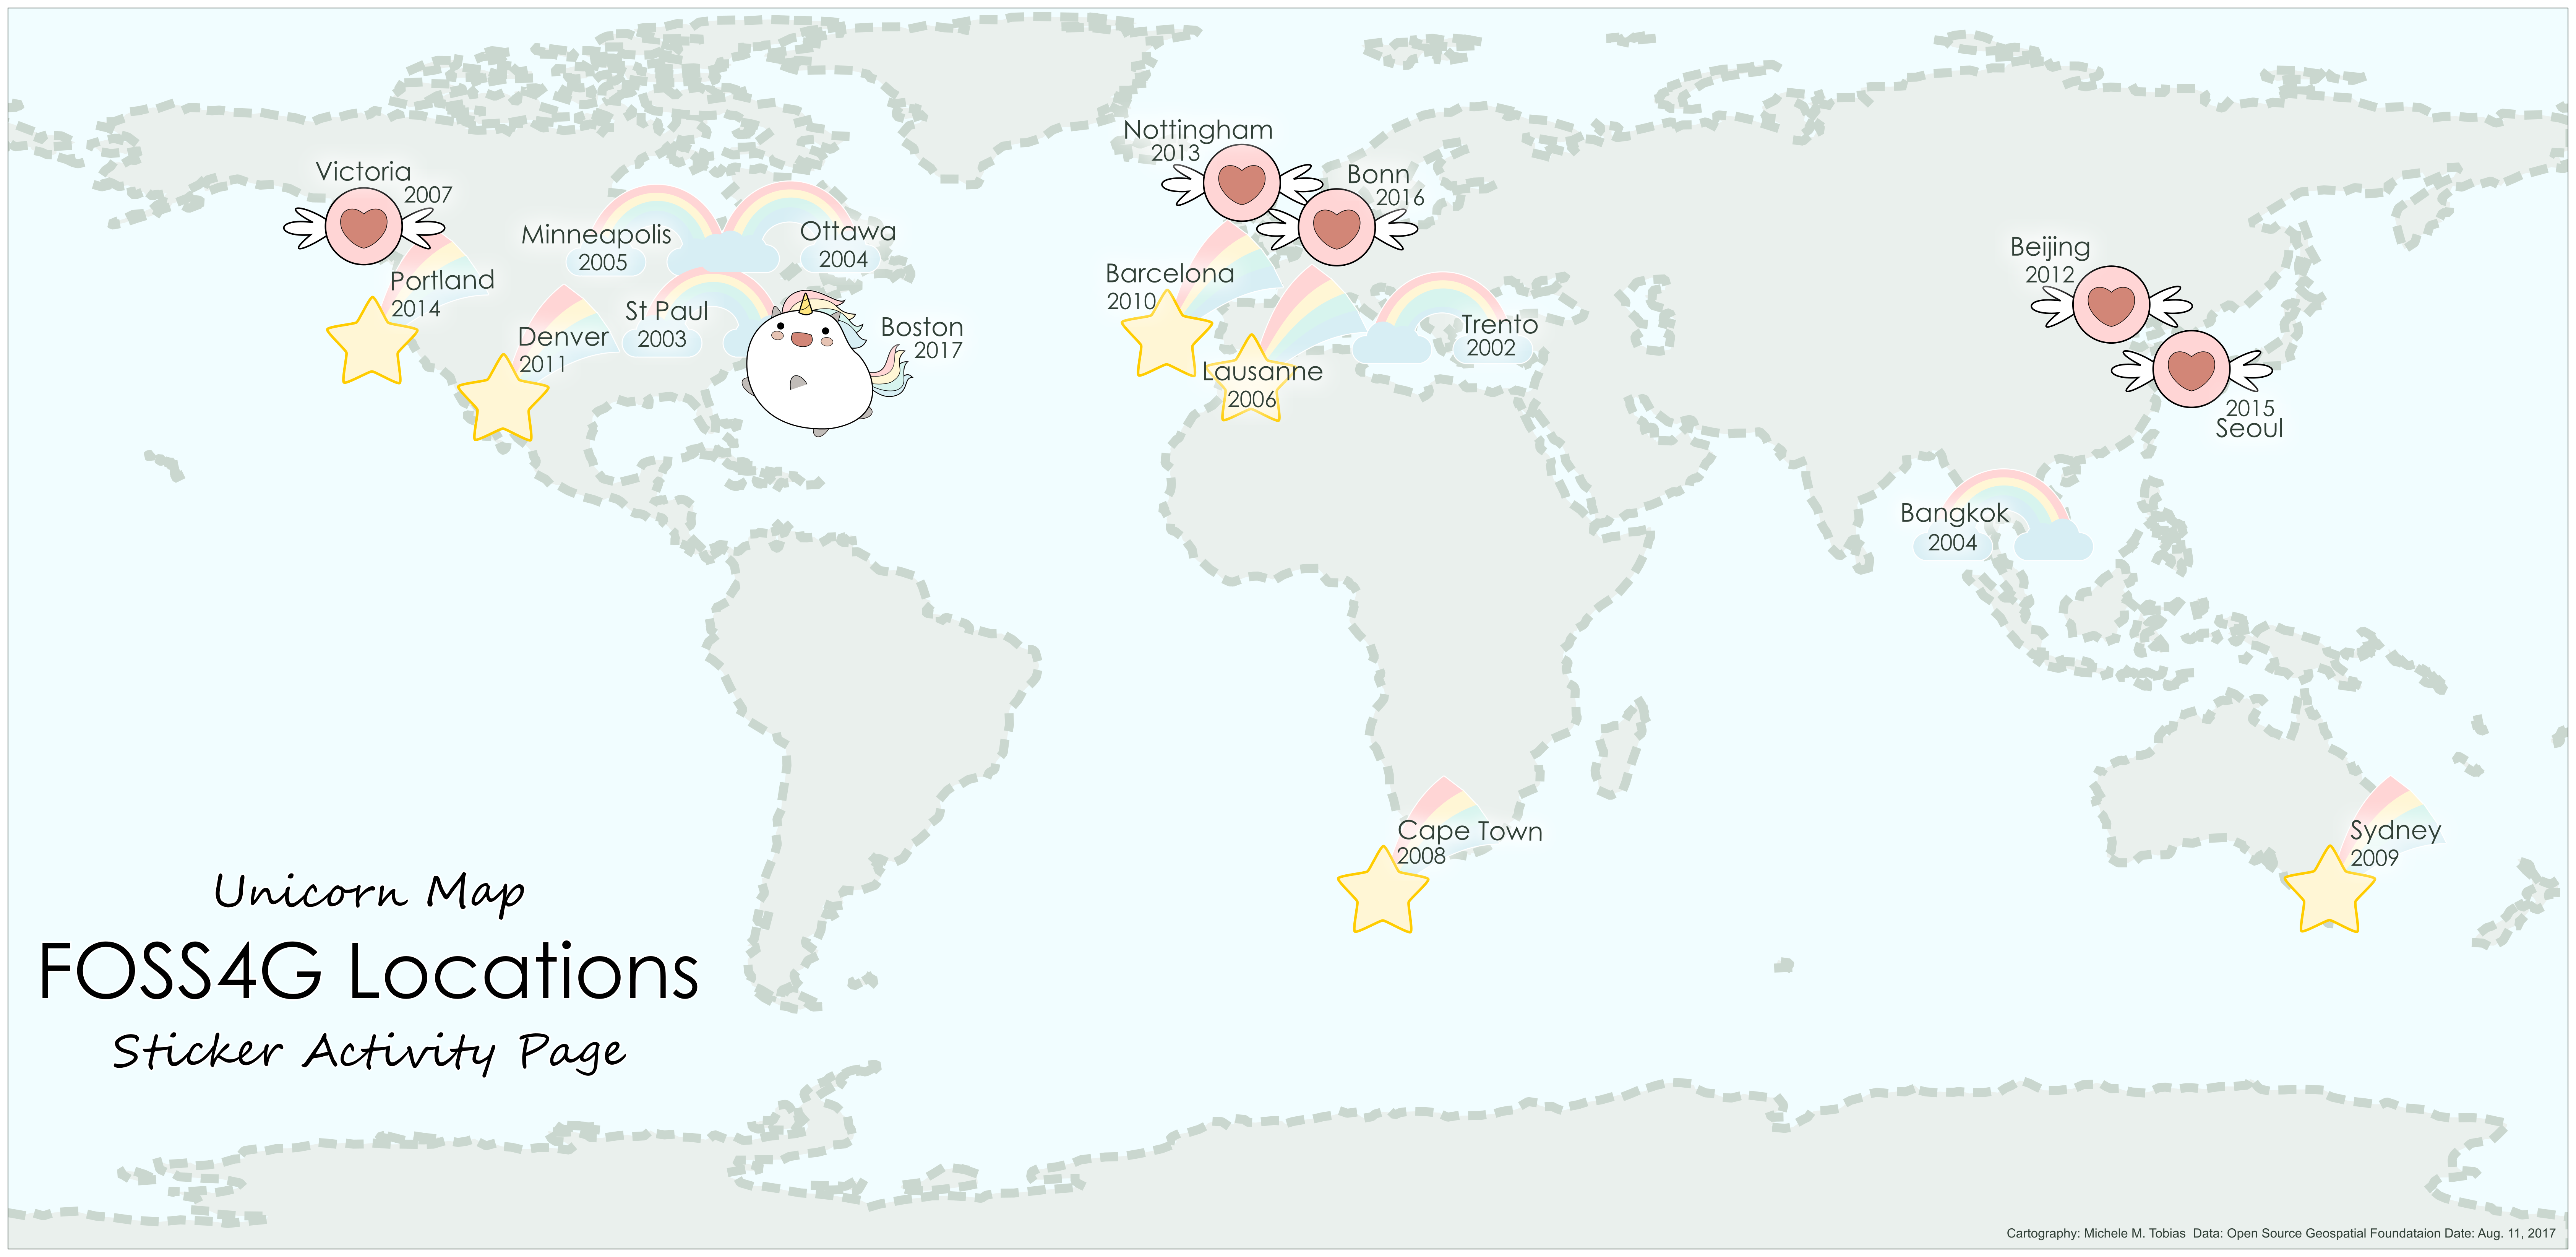 Nottingham
2013
Victoria
2007
Bonn
2016
Minneapolis
2005
Ottawa
2004
Beijing
2012
Portland
2014
Barcelona
2010
St Paul
2003
Denver
2011
Boston
2017
Trento
2002
Lausanne
2006
2015
Seoul
Bangkok
2004
Cape Town
2008
Sydney
2009
Unicorn Map
FOSS4G Locations
Sticker Activity Page
Cartography: Michele M. Tobias  Data: Open Source Geospatial Foundataion Date: Aug. 11, 2017